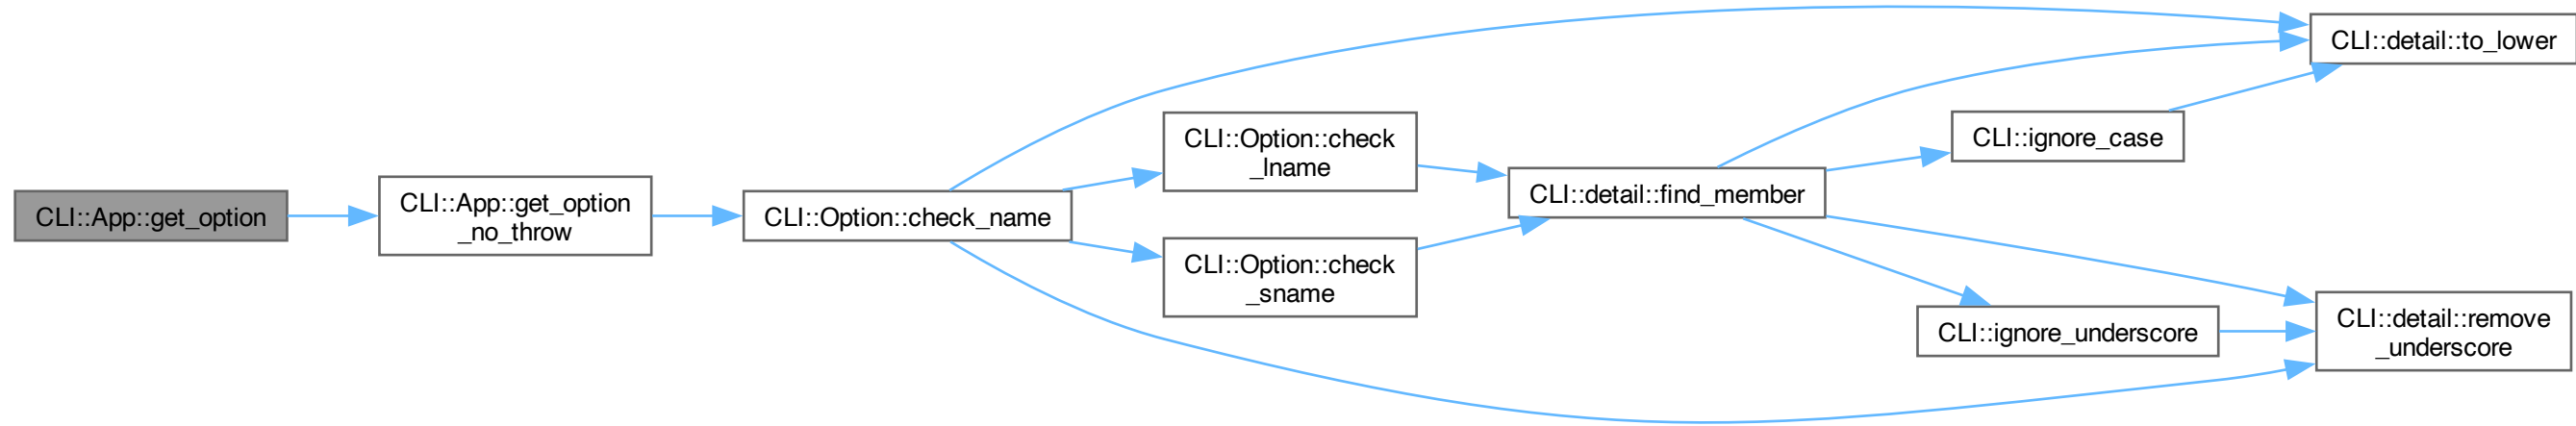 CLI::App::get_option
CLI::App::get_option
_no_throw
CLI::Option::check_name
CLI::Option::check
_lname
CLI::Option::check
_sname
CLI::detail::find_member
CLI::detail::to_lower
CLI::ignore_case
CLI::ignore_underscore
CLI::detail::remove
_underscore